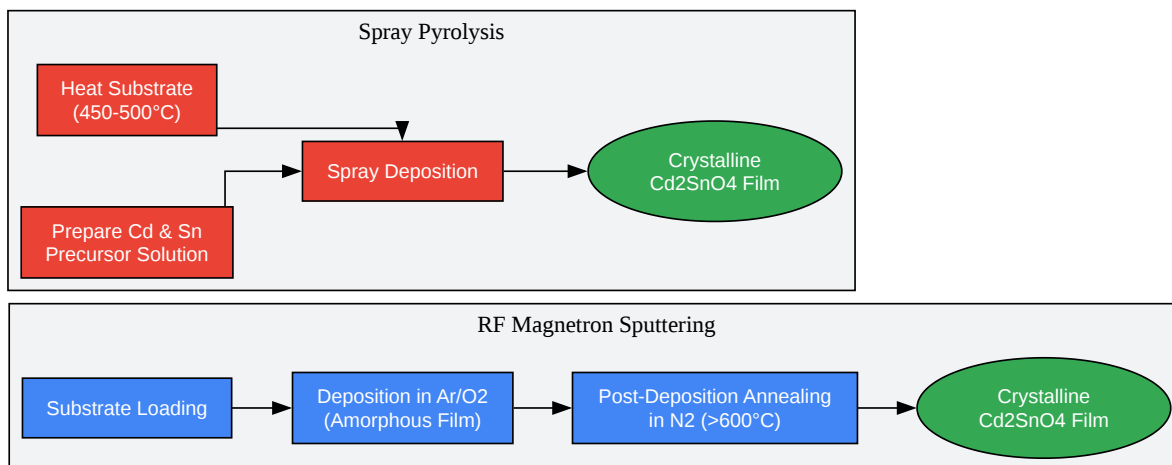 Spray Pyrolysis
Heat Substrate
(450-500°C)
Spray Deposition
Crystalline
Cd2SnO4 Film
Prepare Cd & Sn
Precursor Solution
RF Magnetron Sputtering
Substrate Loading
Deposition in Ar/O2
(Amorphous Film)
Post-Deposition Annealing
in N2 (>600°C)
Crystalline
Cd2SnO4 Film